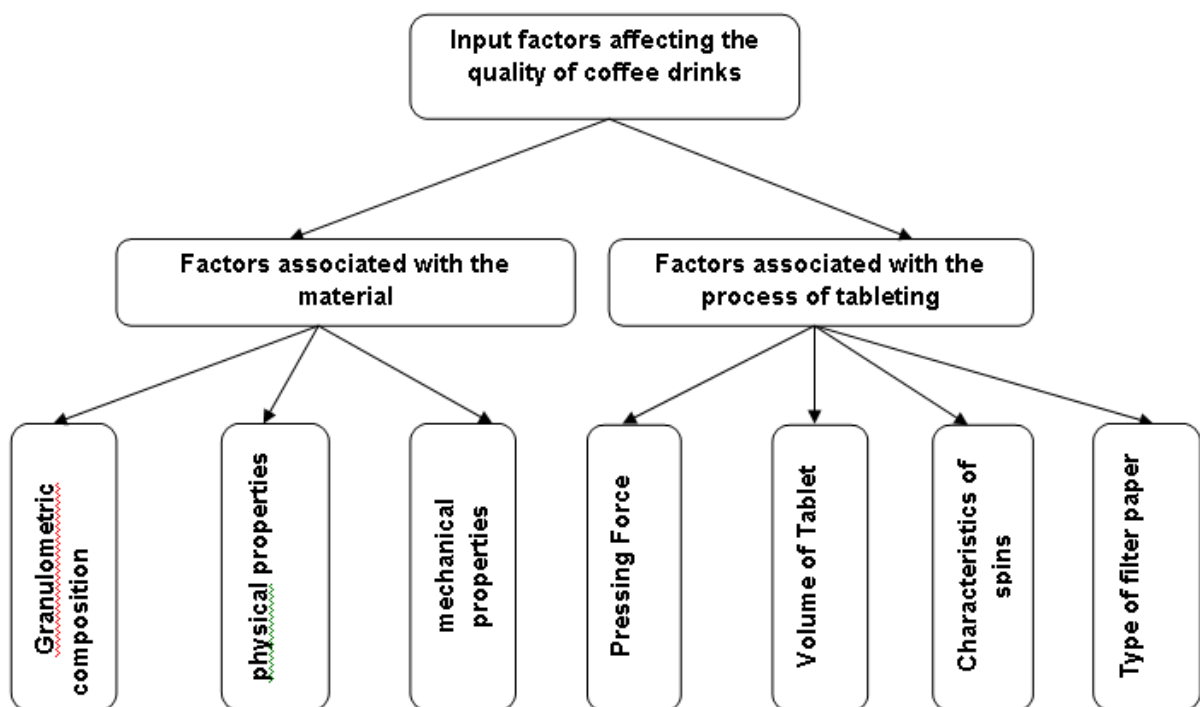 Input factors affecting the
quality of coffee drinks
Factors associated with the
material
Factors associated with the
process of tableting
Granulometric
composition
physical properties
mechanical
properties
Pressing Force
Volume of Tablet
Characteristics of
spins
Type of filter paper